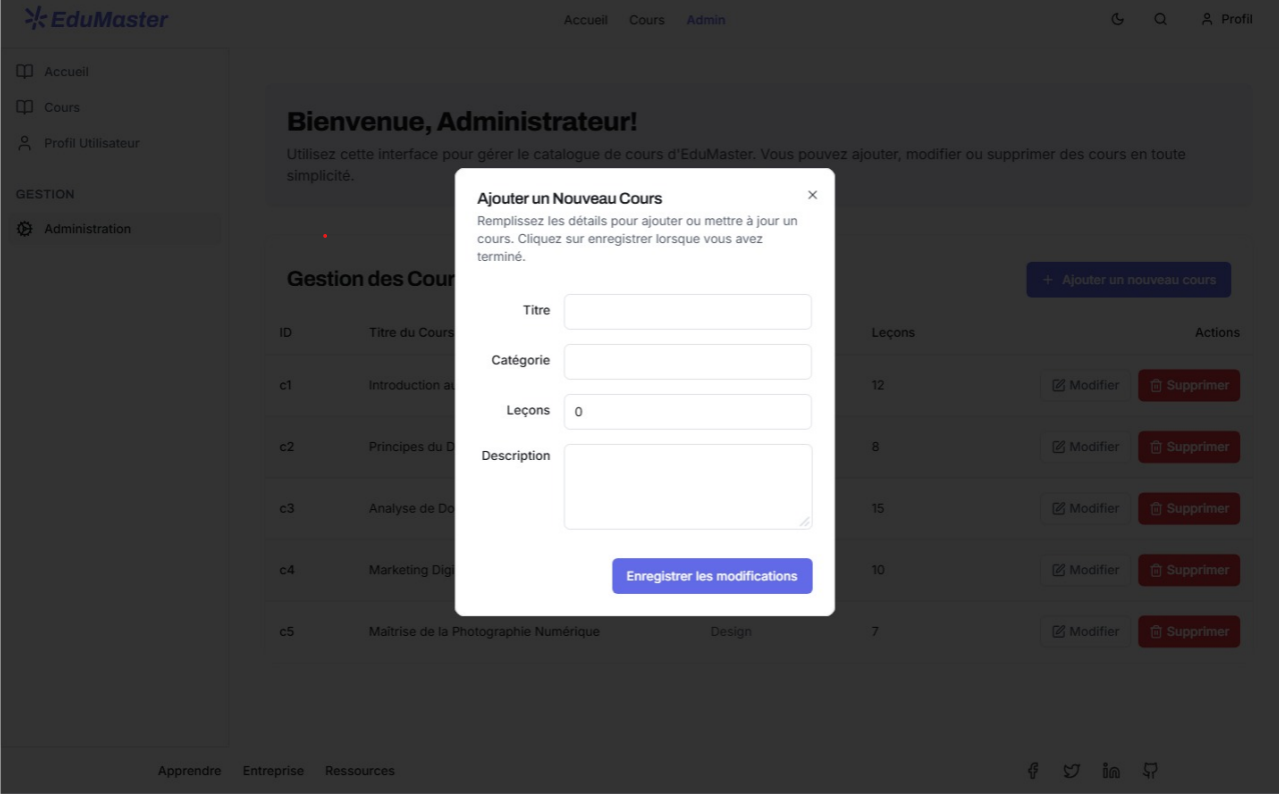 EduMaster
Accueil Cours Admin
Profil
Accueil
Cours
Profil Utilisateur
GESTION
Administration
Bienvenue, Administrateur!
Utilisez cette interface pour gérer le catalogue de cours d'EduMaster. Vous pouvez ajouter, modifier ou supprimer des cours en toute
simplicité.
Ajouter un Nouveau Cours
Remplissez les détails pour ajouter ou mettre à jour un
cours. Cliquez sur enregistrer lorsque vous avez
terminé.
Titre
Catégorie
Leçons 0
Description
Enregistrer les modifications
Gestion des Cour
+ Ajouter un nouveau cours
ID Titre du Cours Leçons Actions
c1 Introduction au 12 Modifier Supprimer
c2 Principes du D 8 Modifier Supprimer
c3 Analyse de Do 15 Modifier Supprimer
c4 Marketing Digi 10 Modifier Supprimer
c5 Maîtrise de la Photographie Numérique Design 7 Modifier Supprimer
Apprendre Entreprise Ressources